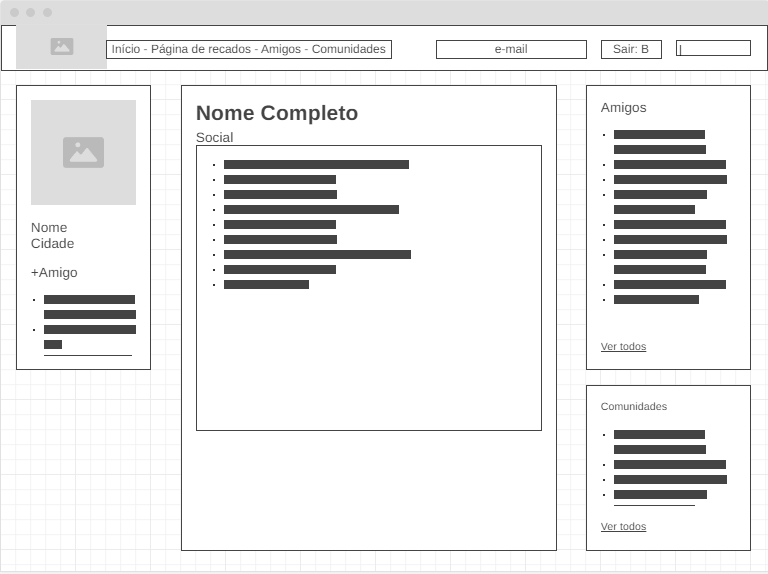 Início - Página de recados - Amigos - Comunidades
e-mail
Sair: B
Nome
Cidade
+Amigo
Nome Completo
Social
Amigos
Ver todos
Comunidades
Ver todos